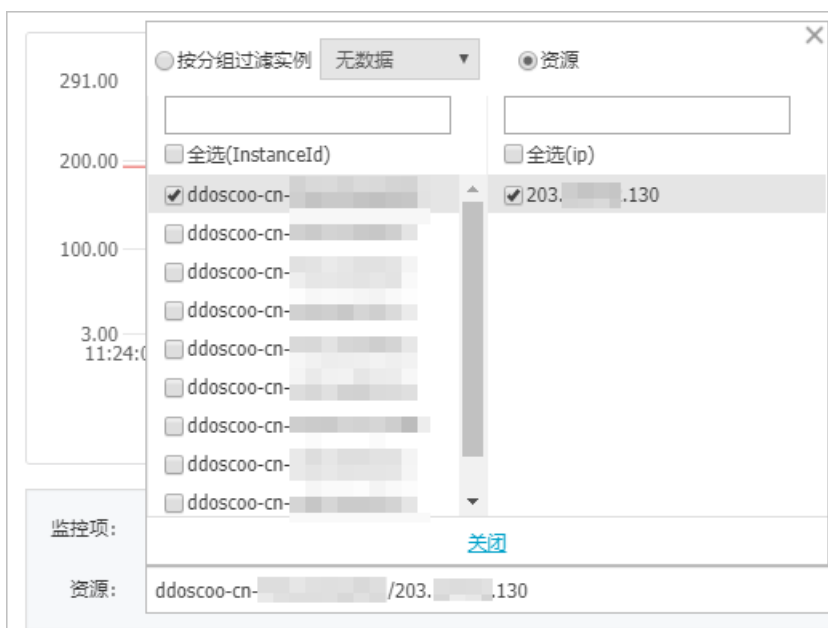 按分组过滤实例 无数据 资源
291.00
全选(InstanceId) 全选(ip)
200.00
ddoscoo-cn- 203. .130
ddoscoo-cn-
100.00
ddoscoo-cn-
ddoscoo-cn-
3.00
11:24:0
ddoscoo-cn-
ddoscoo-cn-
ddoscoo-cn-
ddoscoo-cn-
ddoscoo-cn-
监控项:
关闭
资源: ddoscoo-cn- /203. .130